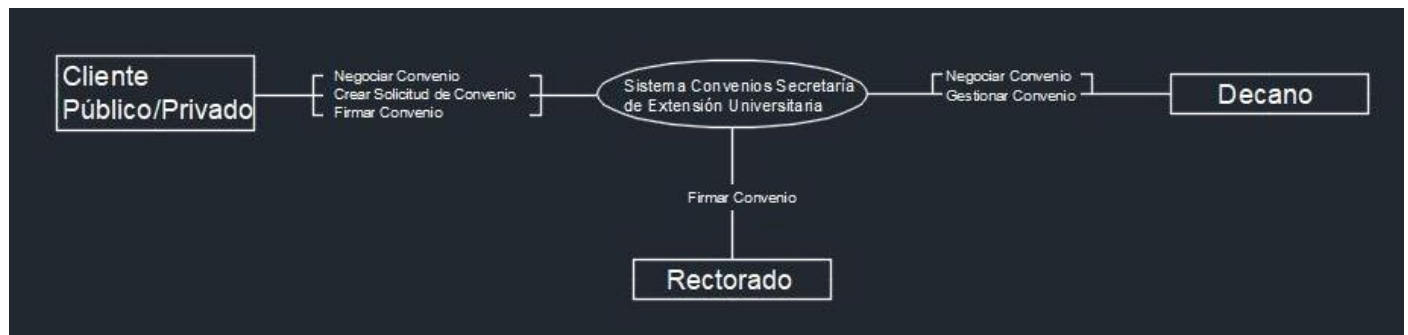 Cliente
Público/Privado
Negociar Convenio
Crear Solicitud de Convenio
Firmar Convenio
Sistema Convenios Secretaría
de Extensión Universitaria
Negociar Convenio
Gestionar Convenio
Decano
Firmar Convenio
Rectorado